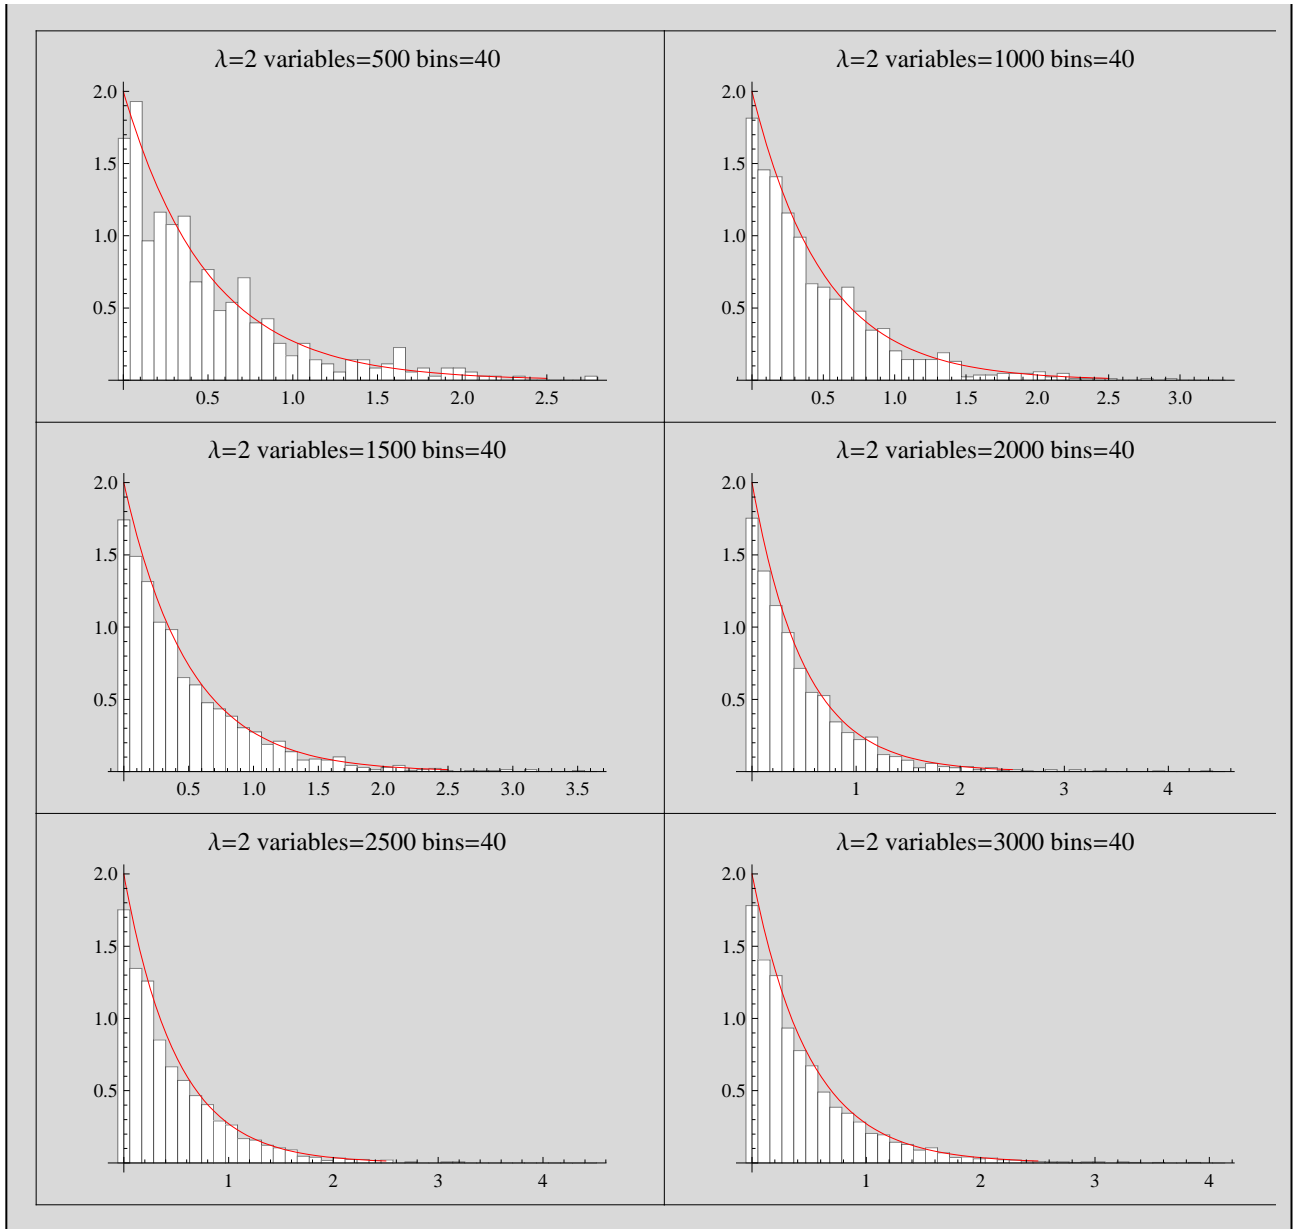 λ=2 variables=500 bins=40
2.0
1.5
1.0
0.5
0.5 1.0 1.5 2.0 2.5
λ=2 variables=1000 bins=40
2.0
1.5
1.0
0.5
0.5 1.0 1.5 2.0 2.5 3.0
λ=2 variables=1500 bins=40
2.0
1.5
1.0
0.5
0.5 1.0 1.5 2.0 2.5 3.0 3.5
λ=2 variables=2000 bins=40
2.0
1.5
1.0
0.5
1 2 3 4
λ=2 variables=2500 bins=40
2.0
1.5
1.0
0.5
1 2 3 4
λ=2 variables=3000 bins=40
2.0
1.5
1.0
0.5
1 2 3 4